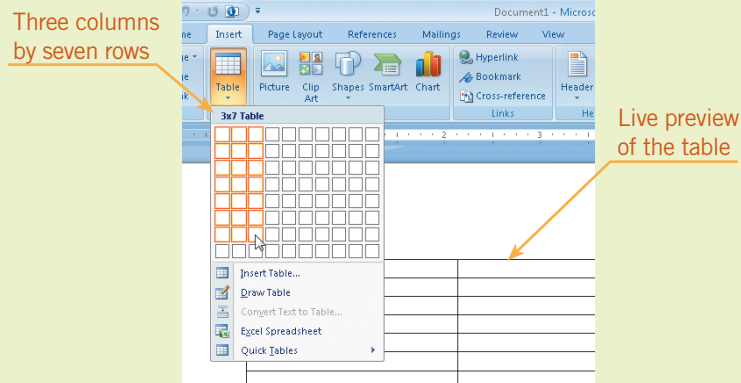 Three columns
by seven rows
Document1 - Microso
Insert Page Layout References Mailings Review View
Table
Picture Clip Art Shapes SmartArt Chart
Hyperlink
Bookmark
Cross-reference
Links
Header
3x7 Table
2 3
Insert Table...
Draw Table
Convert Text to Table...
Excel Spreadsheet
Quick Tables
Live preview
of the table